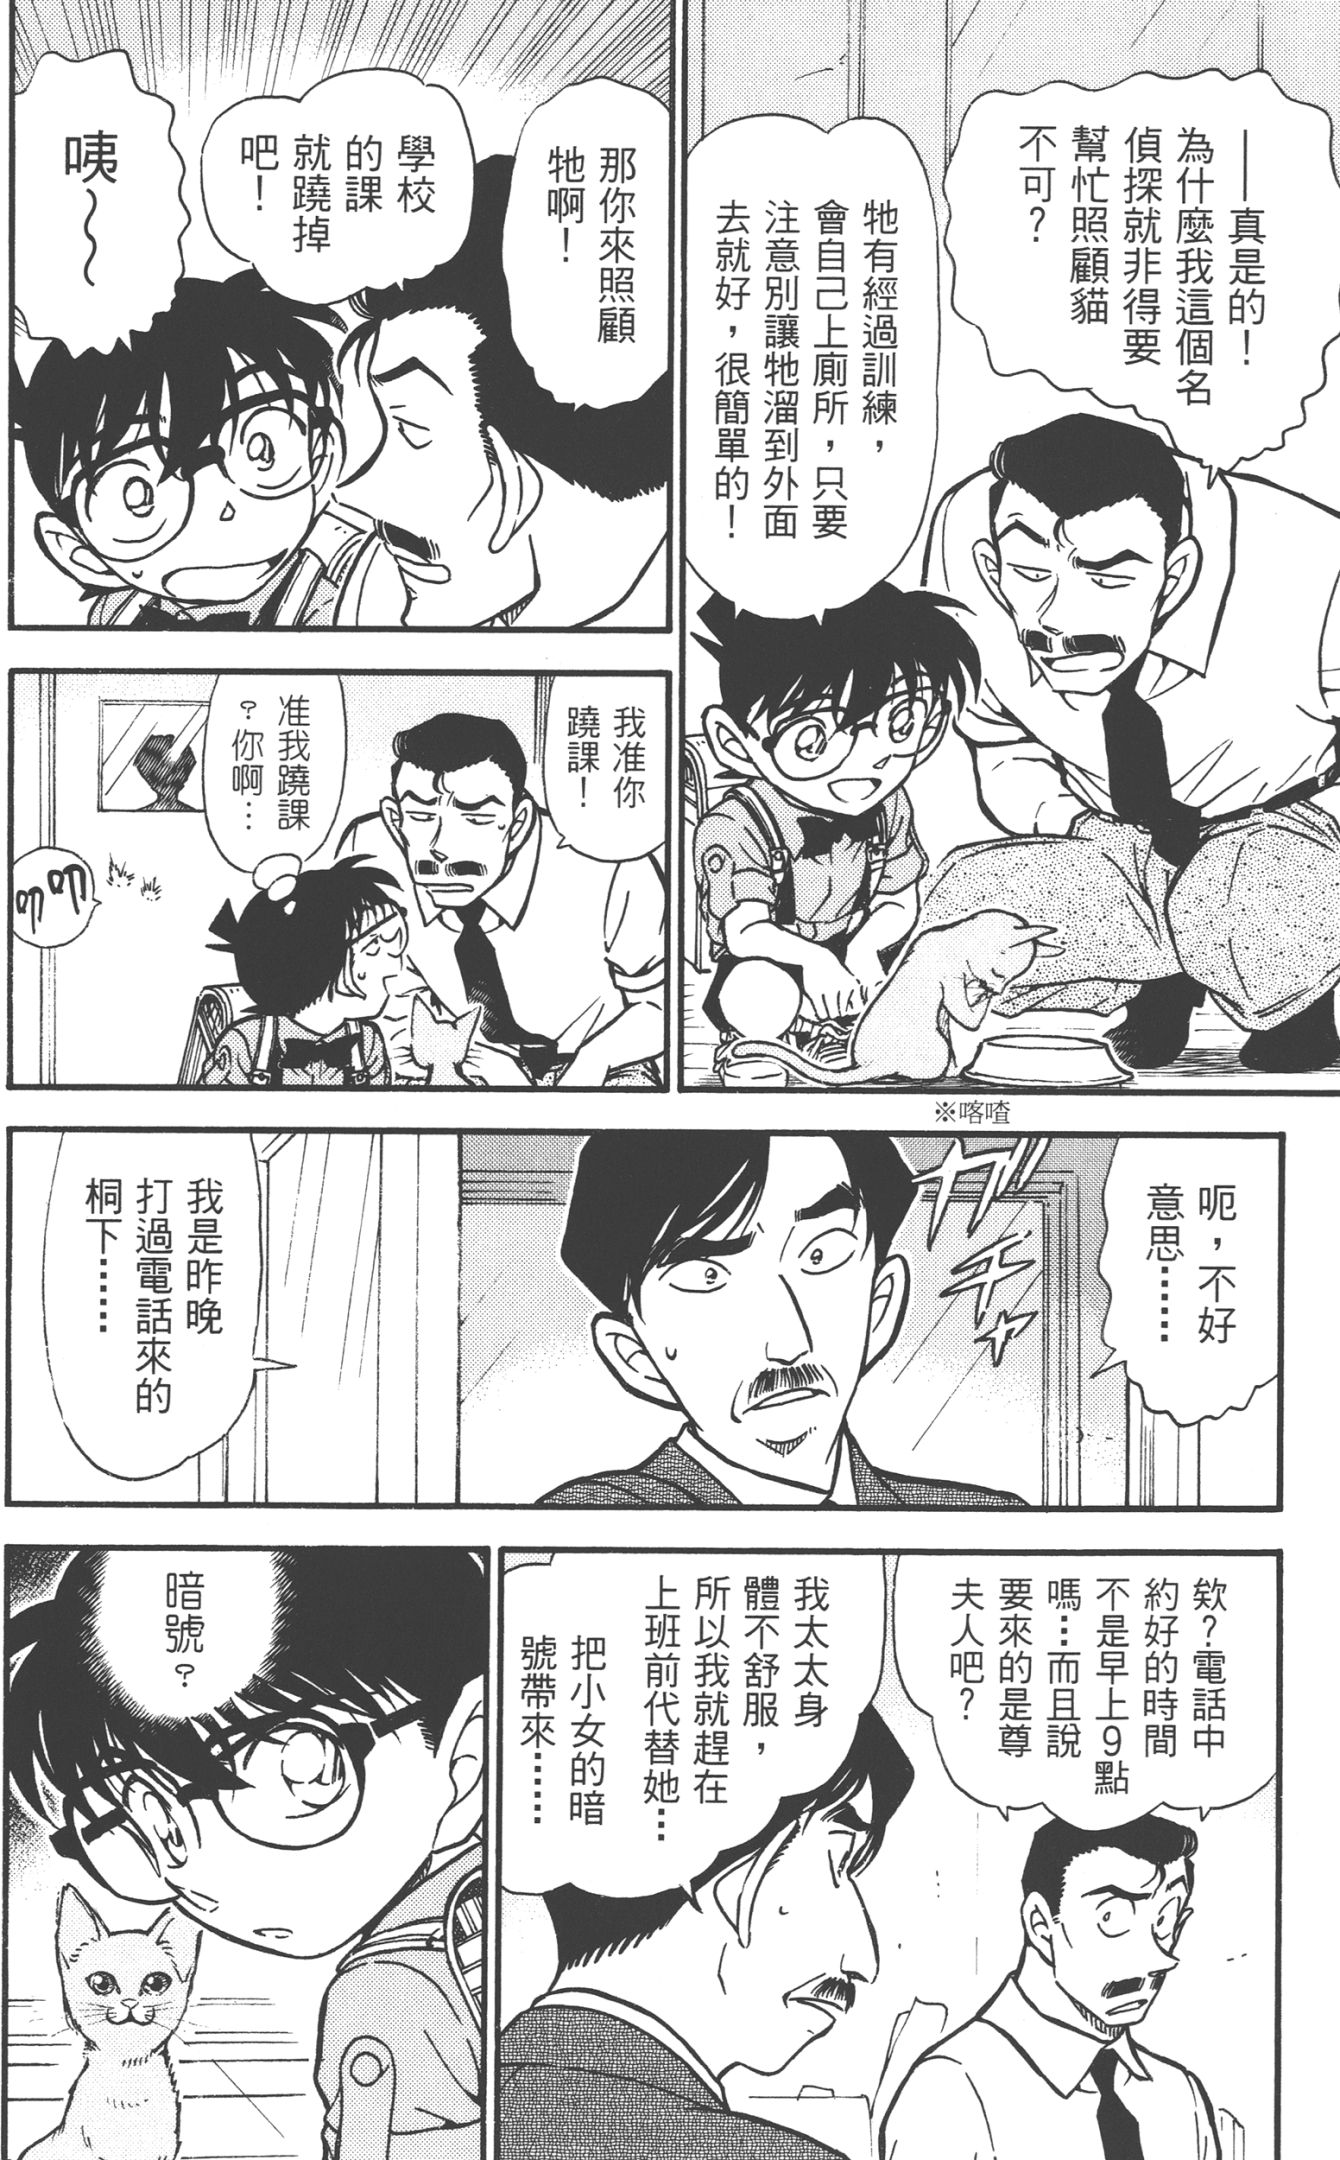 ——真是的！
為什麼我這個名
偵探就非得要
幫忙照顧貓
不可？
牠有經過訓練，
會自己上廁所，只要
注意別讓牠溜到外面
去就好，很簡單的！
那你來照顧
牠啊！
學校
的課
就蹺掉
吧！
咦～～
我准你
蹺課！
准我蹺課
？你啊…
叩叩
※喀喳
ガチャ
呃，不好
意思……
我是昨晚
打過電話來的
桐下……
欸？電話中
約好的時間
不是早上9點
嗎…而且說
要來的是尊
夫人吧？
我太太身
體不舒服，
所以我就趕在
上班前代替她…
把小女的暗
號帶來……
暗號？